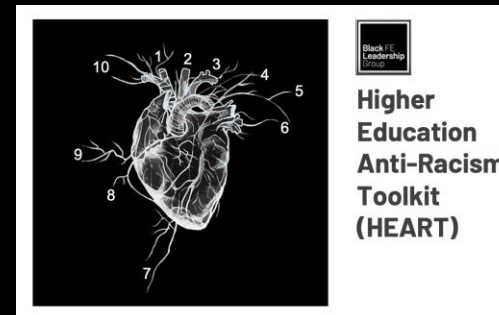 1
2
3
4
5
6
7
8
9
10
Black FE
Leadership
Group
Higher
Education
Anti-Racism
Toolkit
(HEART)